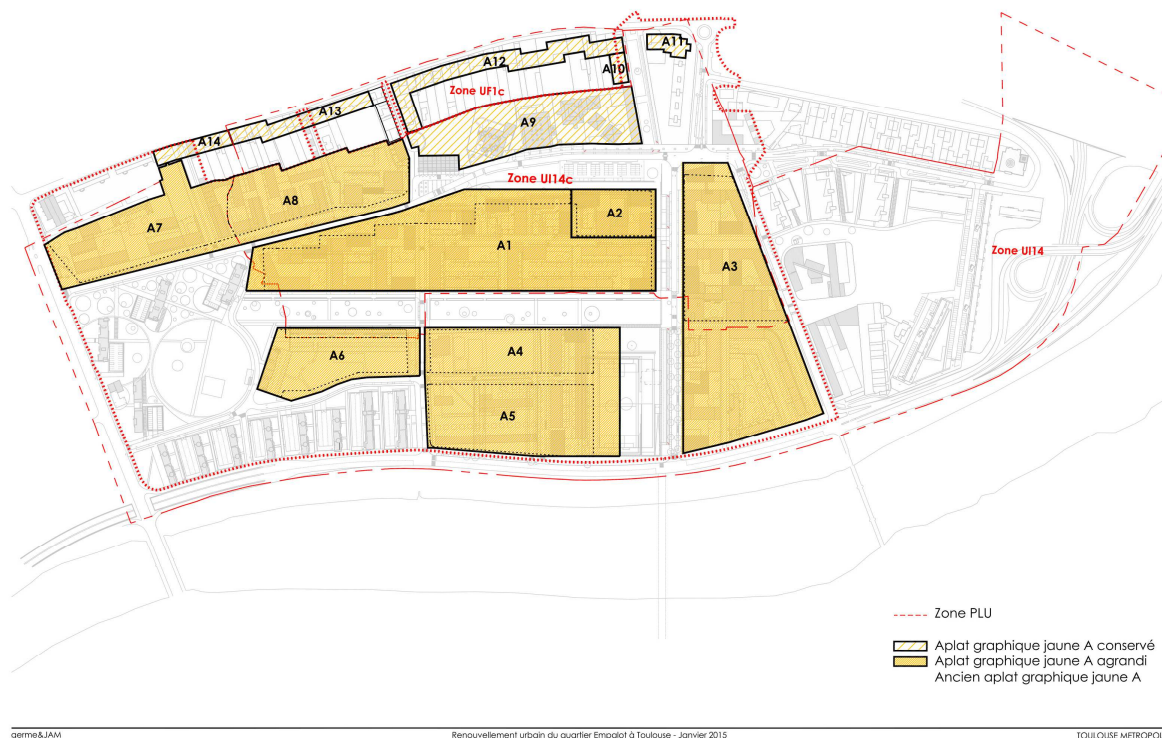 A11
A12
A10
Zone UF1c
A13
A9
A14
Zone UI14c
A8
A2
A7
A1
Zone UI14
A3
A4
A6
A5
Zone PLU
Aplat graphique jaune A conservé
Aplat graphique jaune A agrandi
Ancien aplat graphique jaune A
germe&JAM
Renouvellement urbain du quartier Empalot à Toulouse - Janvier 2015
TOULOUSE METROPOL